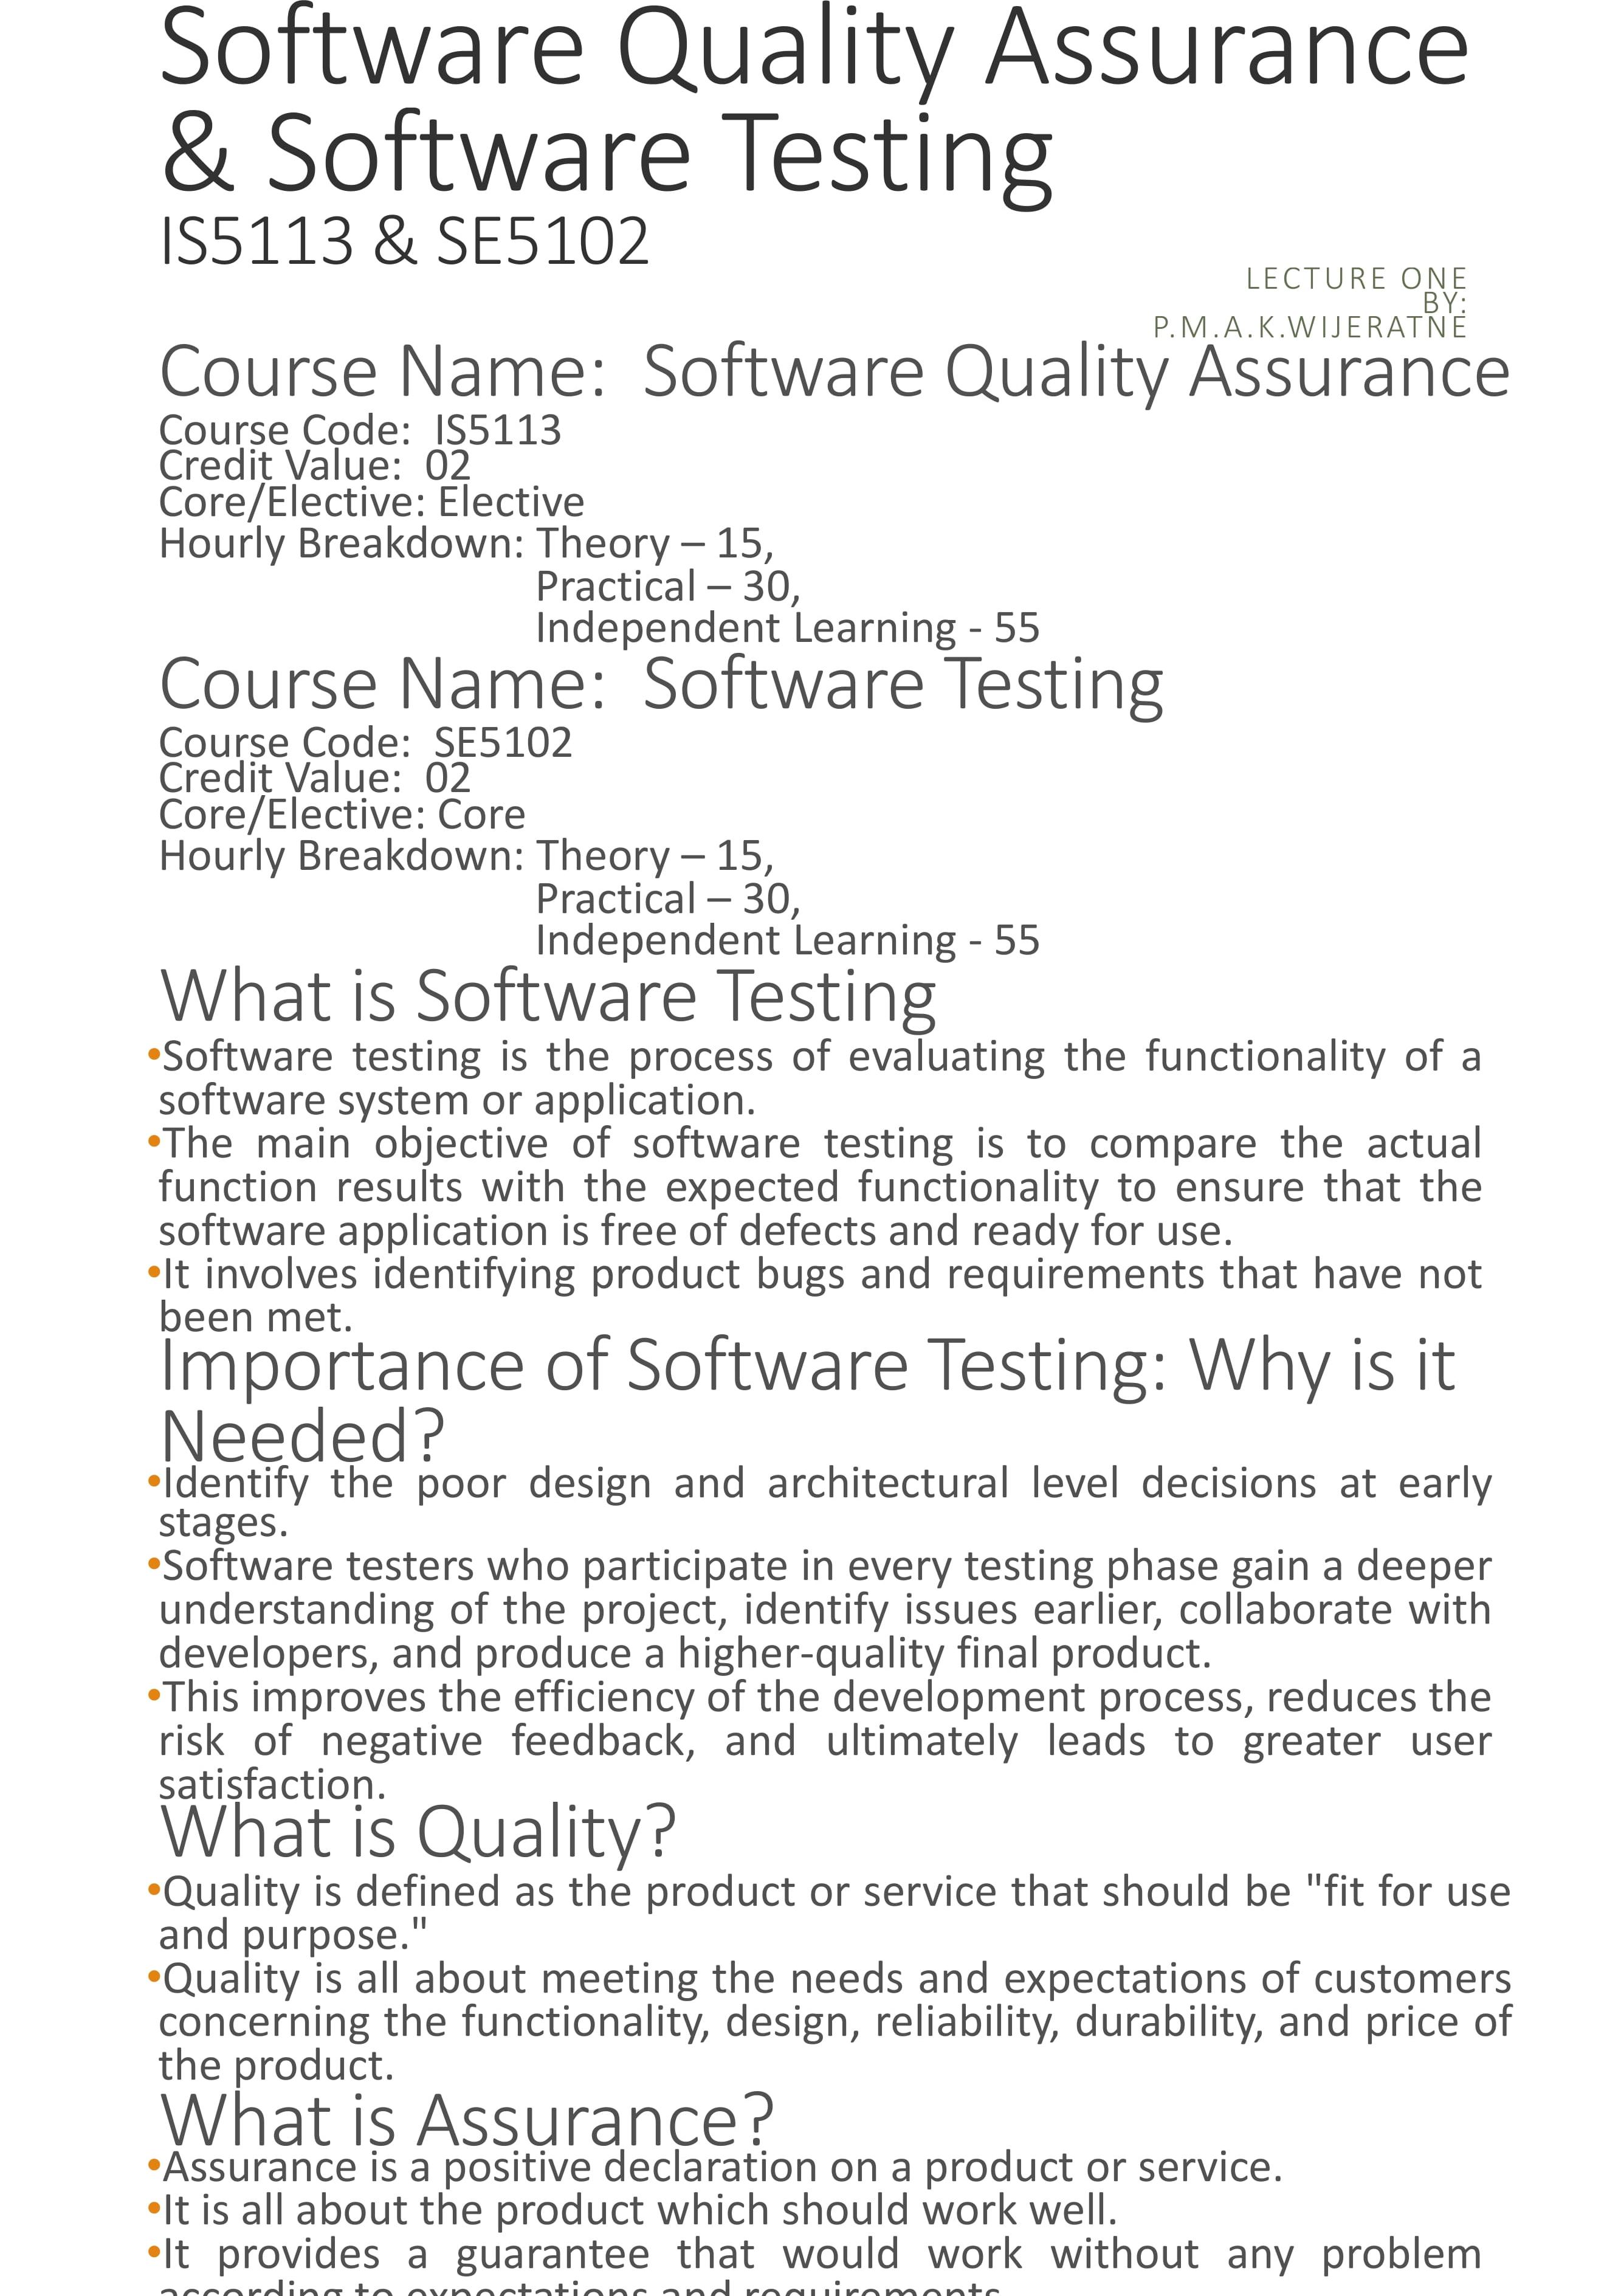 Software Quality Assurance
& Software Testing
IS5113 & SE5102
LECTURE ONE
BY:
P.M.A.K.WIJERATNE
Course Name:  Software Quality Assurance
Course Code:  IS5113
Credit Value:  02
Core/Elective: Elective
Hourly Breakdown: Theory – 15,
Practical – 30,
Independent Learning - 55
Course Name:  Software Testing
Course Code:  SE5102
Credit Value:  02
Core/Elective: Core
Hourly Breakdown: Theory – 15,
Practical – 30,
Independent Learning - 55
What is Software Testing
•Software testing is the process of evaluating the functionality of a
software system or application.
•The main objective of software testing is to compare the actual
function results with the expected functionality to ensure that the
software application is free of defects and ready for use.
•It involves identifying product bugs and requirements that have not
been met.
Importance of Software Testing: Why is it
Needed?
•Identify the poor design and architectural level decisions at early
stages.
•Software testers who participate in every testing phase gain a deeper
understanding of the project, identify issues earlier, collaborate with
developers, and produce a higher-quality final product.
•This improves the efficiency of the development process, reduces the
risk of negative feedback, and ultimately leads to greater user
satisfaction.
What is Quality?
•Quality is defined as the product or service that should be "fit for use
and purpose."
•Quality is all about meeting the needs and expectations of customers
concerning the functionality, design, reliability, durability, and price of
the product.
What is Assurance?
•Assurance is a positive declaration on a product or service.
•It is all about the product which should work well.
•It provides a guarantee that would work without any problem
according to expectations and requirements.